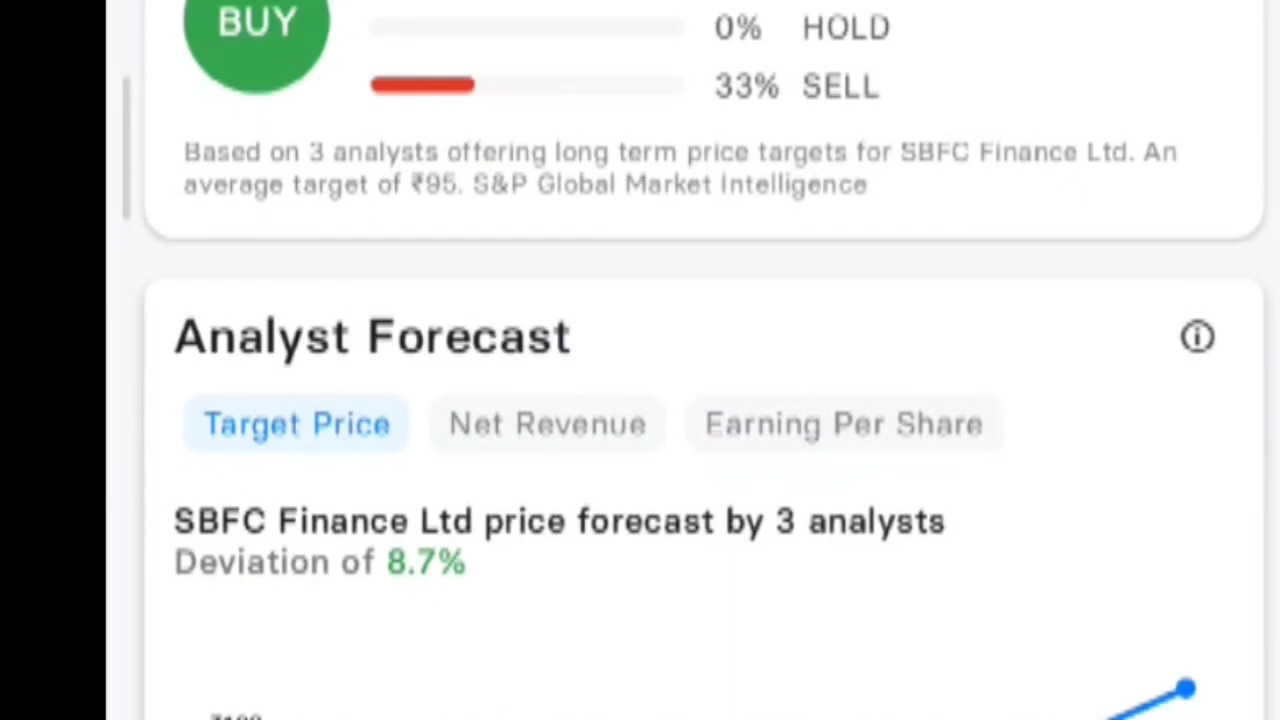 BUY
0% HOLD
33% SELL
Based on 3 analysts offering long term price targets for SBFC Finance Ltd. An
average target of ₹95. S&P Global Market Intelligence
Analyst Forecast
Target Price Net Revenue Earning Per Share
SBFC Finance Ltd price forecast by 3 analysts
Deviation of 8.7%